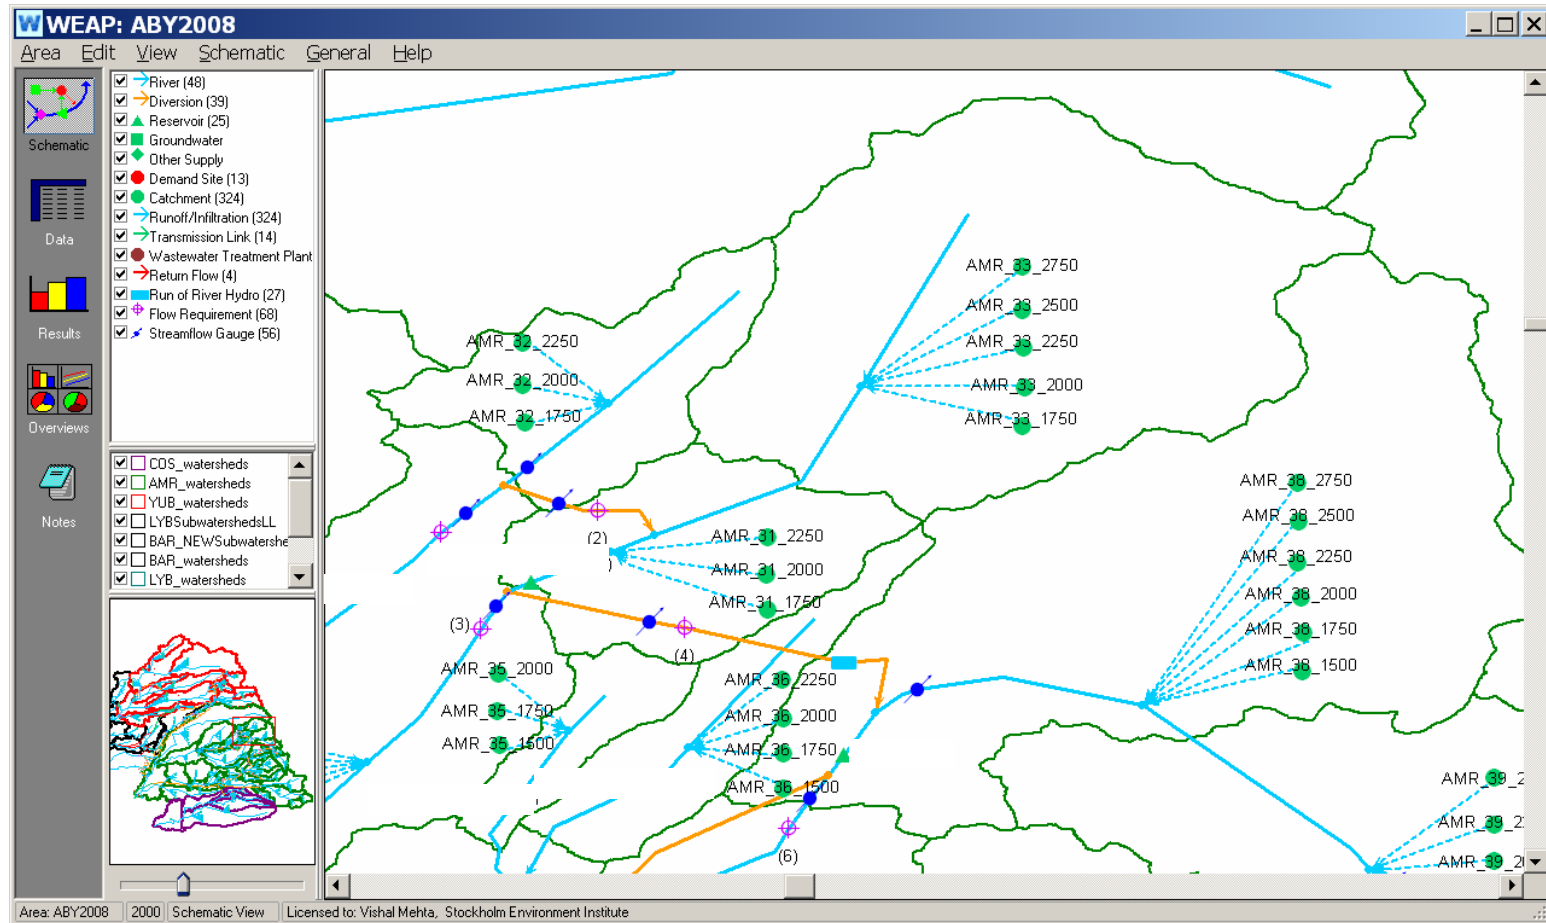 WEAP: ABY2008
Area Edit View Schematic General Help
Schematic
Data
Results
Overviews
Notes
River (48)
Diversion (39)
Reservoir (25)
Groundwater
Other Supply
Demand Site (13)
Catchment (324)
Runoff/Infiltration (324)
Transmission Link (14)
Wastewater Treatment Plant
Return Flow (4)
Run of River Hydro (27)
Flow Requirement (68)
Streamflow Gauge (56)
COS_watersheds
AMR_watersheds
YUB_watersheds
LYBSubwatershedsLL
BAR_NEWSubwatershe
BAR_watersheds
LYB_watersheds
AMR_33_2750
AMR_33_2500
AMR_33_2250
AMR_33_2000
AMR_33_1750
AMR_32_2250
AMR_32_2000
AMR_32_1750
AMR_38_2750
AMR_38_2500
AMR_38_2250
AMR_38_2000
AMR_38_1750
AMR_38_1500
(2)
AMR_31_2250
AMR_31_2000
AMR_31_1750
(3)
(4)
AMR_35_2000
AMR_35_1750
AMR_35_1500
AMR_36_2250
AMR_36_2000
AMR_36_1750
AMR_36_1500
(6)
AMR_39_2
AMR_39_2
AMR_39_2
Area: ABY2008 2000 Schematic View Licensed to: Vishal Mehta, Stockholm Environment Institute